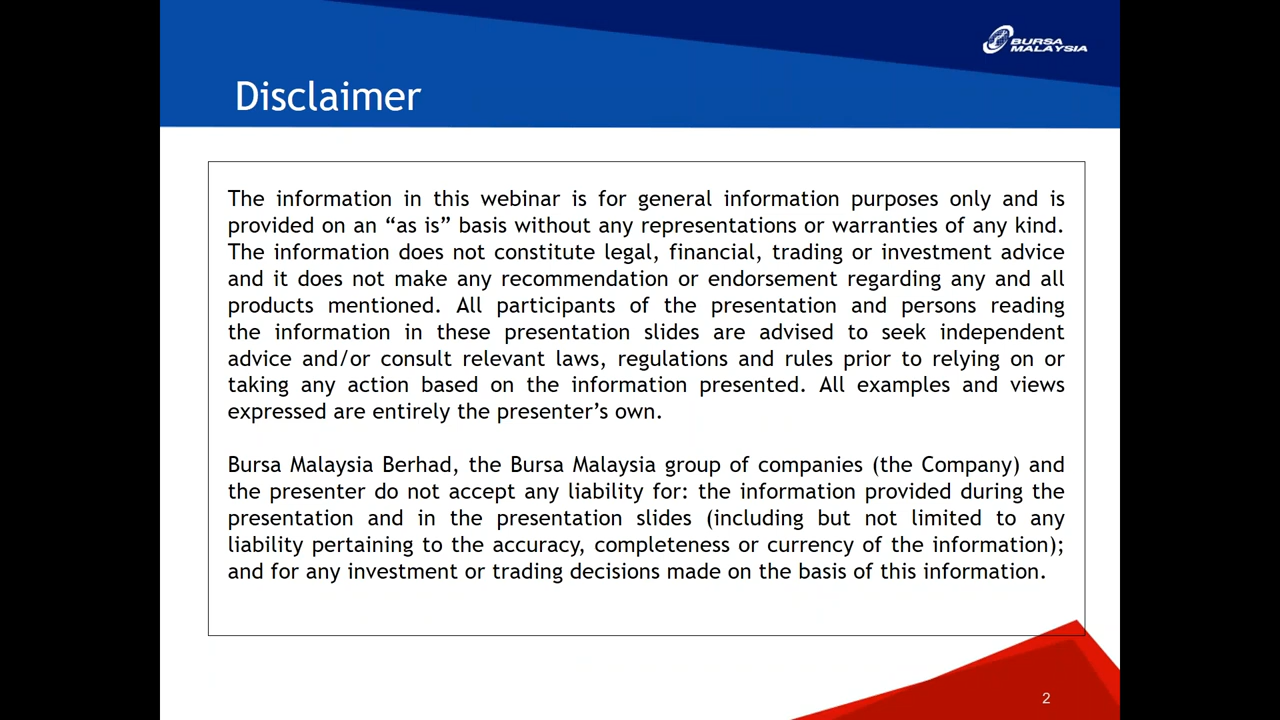 BURSA
MALAYSIA
Disclaimer
The information in this webinar is for general information purposes only and is
provided on an “as is” basis without any representations or warranties of any kind.
The information does not constitute legal, financial, trading or investment advice
and it does not make any recommendation or endorsement regarding any and all
products mentioned. All participants of the presentation and persons reading
the information in these presentation slides are advised to seek independent
advice and/or consult relevant laws, regulations and rules prior to relying on or
taking any action based on the information presented. All examples and views
expressed are entirely the presenter’s own.
Bursa Malaysia Berhad, the Bursa Malaysia group of companies (the Company) and
the presenter do not accept any liability for: the information provided during the
presentation and in the presentation slides (including but not limited to any
liability pertaining to the accuracy, completeness or currency of the information);
and for any investment or trading decisions made on the basis of this information.
2